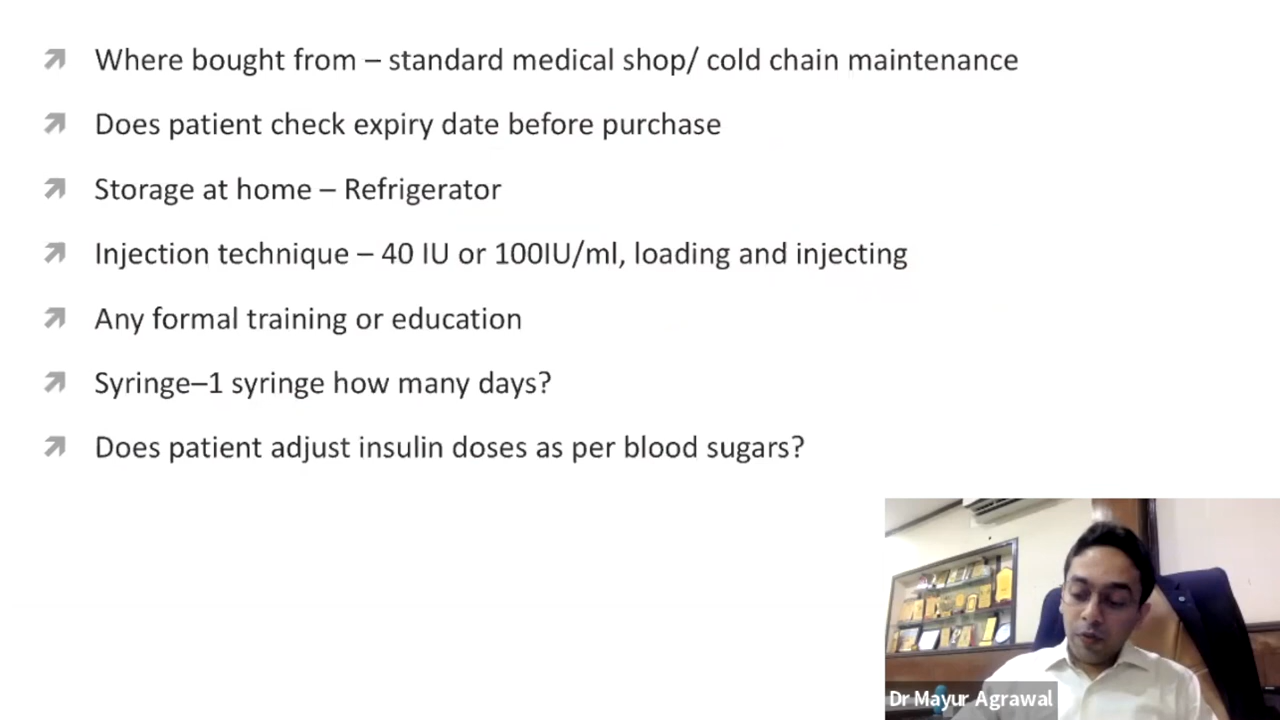 Where bought from – standard medical shop/ cold chain maintenance
Does patient check expiry date before purchase
Storage at home – Refrigerator
Injection technique – 40 IU or 100IU/ml, loading and injecting
Any formal training or education
Syringe–1 syringe how many days?
Does patient adjust insulin doses as per blood sugars?
Dr Mayur Agrawal